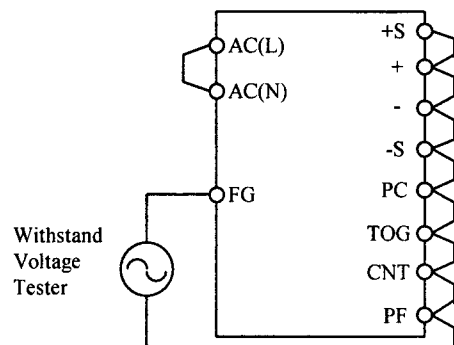 AC(L)
AC(N)
FG
Withstand
Voltage
Tester
+S
+
-
-S
PC
TOG
CNT
PF